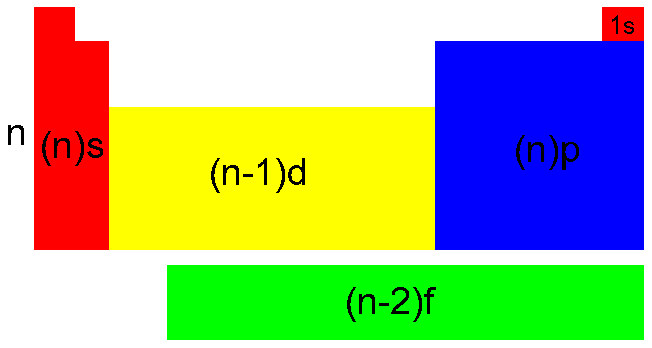 1s
n
(n)s
(n-1)d
(n)p
(n-2)f